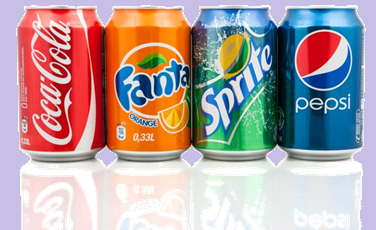 Coca-Cola
Fanta
ORANGE
0,33L
Sprite
pepsi